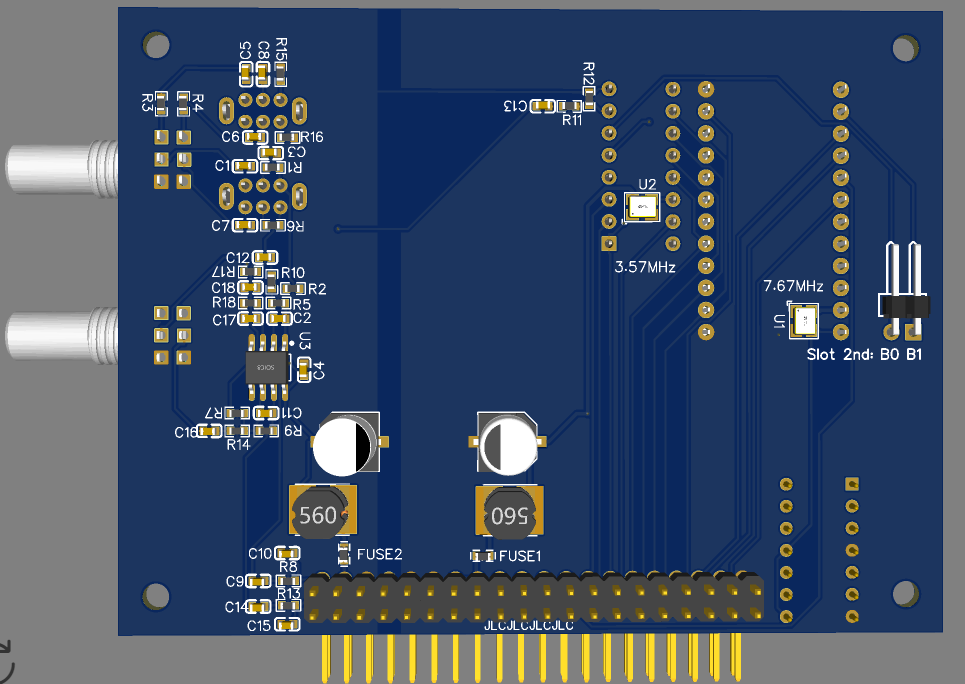 C5
C8
R15
R3
R4
R12
C13
R11
C6
R16
C3
C1
R1
U2
C7
R6
C12
R17
R10
C18
R2
R18
R5
C17
C2
3.57MHz
7.67MHz
U1
U3
SOIC8
C4
Slot 2nd: B0 B1
R7
C11
C16
R14
R9
560
560
C10
FUSE2
FUSE1
R8
C9
R13
C14
C15
JLCJLCJLCJLC